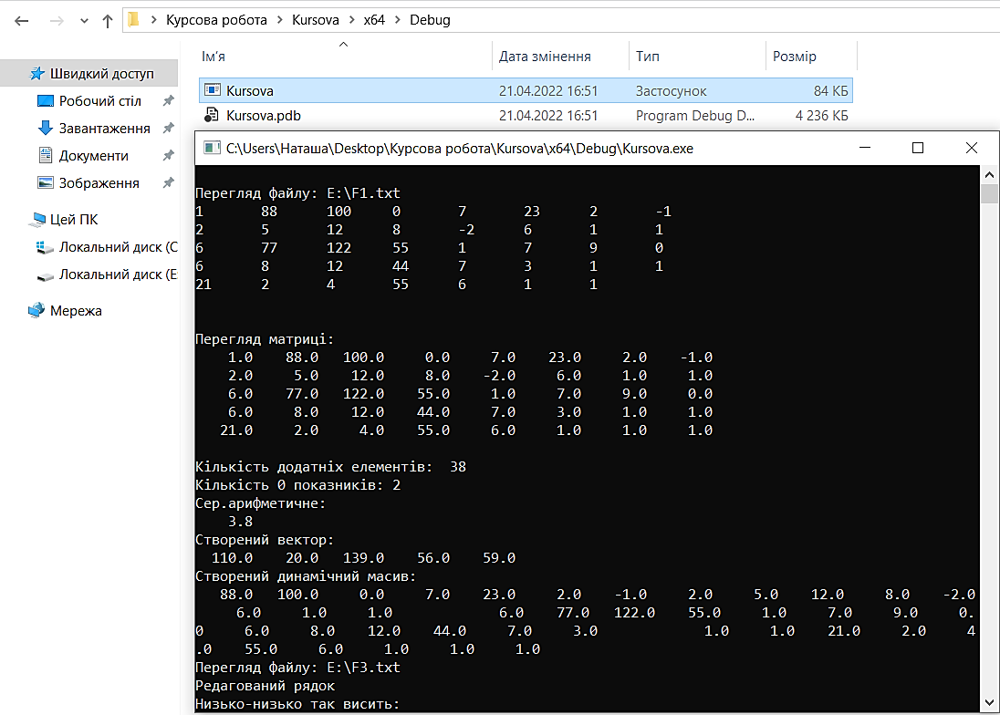 Курсова робота Kursova x64 Debug
Ім'я Дата змінення Тип Розмір
Швидкий доступ
Робочий стіл
Завантаження
Документи
Зображення
Цей ПК
Локальний диск (C
Локальний диск (E
Мережа
Kursova 21.04.2022 16:51 Застосунок 84 КБ
Kursova.pdb 21.04.2022 16:51 Program Debug D... 4 236 КБ
C:\Users\Наташа\Desktop\Курсова робота\Kursova\x64\Debug\Kursova.exe
Перегляд файлу: E:\F1.txt
1 88 100 0 7 23 2 -1
2 5 12 8 -2 6 1 1
6 77 122 55 1 7 9 0
6 8 12 44 7 3 1 1
21 2 4 55 6 1 1
Перегляд матриці:
1.0 88.0 100.0 0.0 7.0 23.0 2.0 -1.0
2.0 5.0 12.0 8.0 -2.0 6.0 1.0 1.0
6.0 77.0 122.0 55.0 1.0 7.0 9.0 0.0
6.0 8.0 12.0 44.0 7.0 3.0 1.0 1.0
21.0 2.0 4.0 55.0 6.0 1.0 1.0 1.0
Кількість додатніх елементів: 38
Кількість 0 показників: 2
Сер.арифметичне:
3.8
Створений вектор:
110.0 20.0 139.0 56.0 59.0
Створений динамічний масив:
88.0 100.0 0.0 7.0 23.0 2.0 -1.0 2.0 5.0 12.0 8.0 -2.0
6.0 1.0 1.0 6.0 77.0 122.0 55.0 1.0 7.0 9.0 0.
0 6.0 8.0 12.0 44.0 7.0 3.0 1.0 1.0 21.0 2.0 4
.0 55.0 6.0 1.0 1.0 1.0
Перегляд файлу: E:\F3.txt
Редагований рядок
Низько-низько так висить: